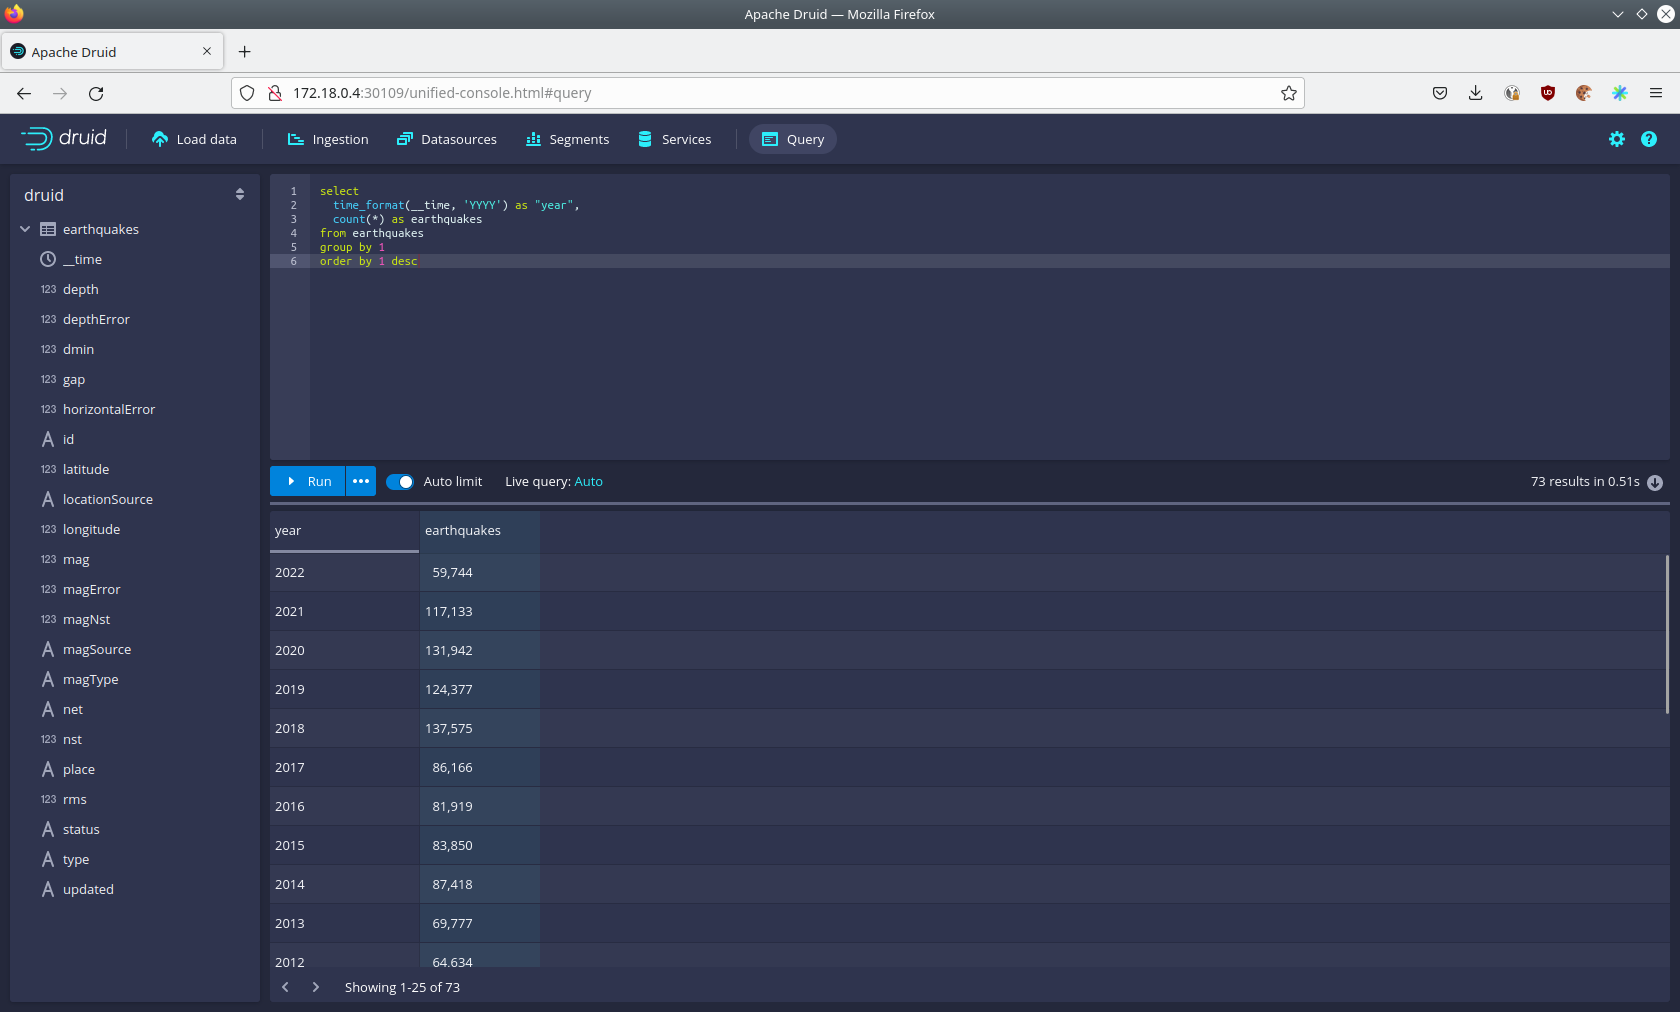 Apache Druid — Mozilla Firefox
Apache Druid
172.18.0.4:30109/unified-console.html#query
druid
Load data
Ingestion
Datasources
Segments
Services
Query
druid
earthquakes
__time
123 depth
123 depthError
123 dmin
123 gap
123 horizontalError
A id
123 latitude
A locationSource
123 longitude
123 mag
123 magError
123 magNst
A magSource
A magType
A net
123 nst
A place
123 rms
A status
A type
A updated
1 select
2 time_format(__time, 'YYYY') as "year",
3 count(*) as earthquakes
4 from earthquakes
5 group by 1
6 order by 1 desc
Run
Auto limit
Live query: Auto
73 results in 0.51s
year earthquakes
2022 59,744
2021 117,133
2020 131,942
2019 124,377
2018 137,575
2017 86,166
2016 81,919
2015 83,850
2014 87,418
2013 69,777
2012 64,634
Showing 1-25 of 73